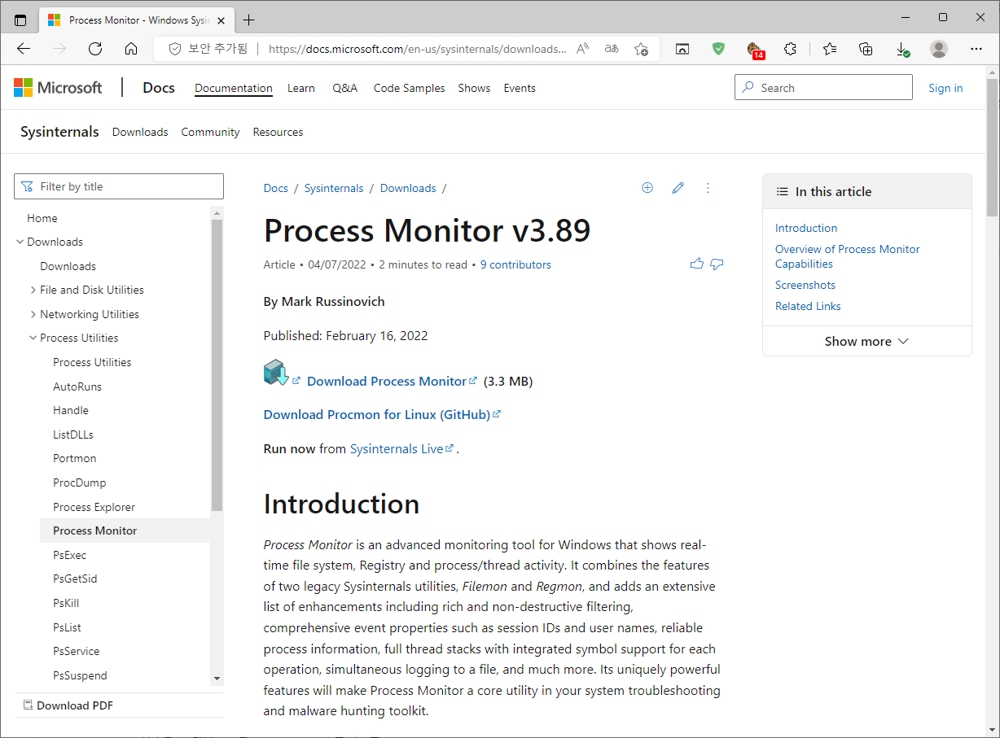 Process Monitor - Windows Sysin
보안 추가됨
https://docs.microsoft.com/en-us/sysinternals/downloads...
14
Microsoft
Docs
Documentation
Learn
Q&A
Code Samples
Shows
Events
Search
Sign in
Sysinternals
Downloads
Community
Resources
Filter by title
Home
Downloads
Downloads
File and Disk Utilities
Networking Utilities
Process Utilities
Process Utilities
AutoRuns
Handle
ListDLLs
Portmon
ProcDump
Process Explorer
Process Monitor
PsExec
PsGetSid
PsKill
PsList
PsService
PsSuspend
Download PDF
Docs / Sysinternals / Downloads /
Process Monitor v3.89
Article • 04/07/2022 • 2 minutes to read • 9 contributors
By Mark Russinovich
Published: February 16, 2022
Download Process Monitor (3.3 MB)
Download Procmon for Linux (GitHub)
Run now from Sysinternals Live .
Introduction
Process Monitor is an advanced monitoring tool for Windows that shows real-
time file system, Registry and process/thread activity. It combines the features
of two legacy Sysinternals utilities, Filemon and Regmon, and adds an extensive
list of enhancements including rich and non-destructive filtering,
comprehensive event properties such as session IDs and user names, reliable
process information, full thread stacks with integrated symbol support for each
operation, simultaneous logging to a file, and much more. Its uniquely powerful
features will make Process Monitor a core utility in your system troubleshooting
and malware hunting toolkit.
In this article
Introduction
Overview of Process Monitor
Capabilities
Screenshots
Related Links
Show more